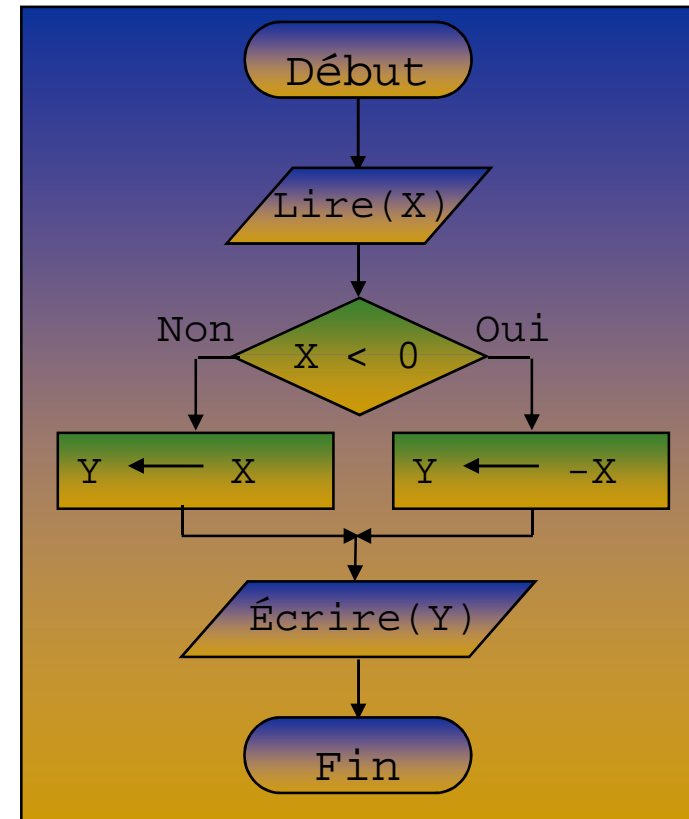 Début
Lire(X)
Non
Oui
X < 0
Y ← X
Y ← -X
Écrire(Y)
Fin